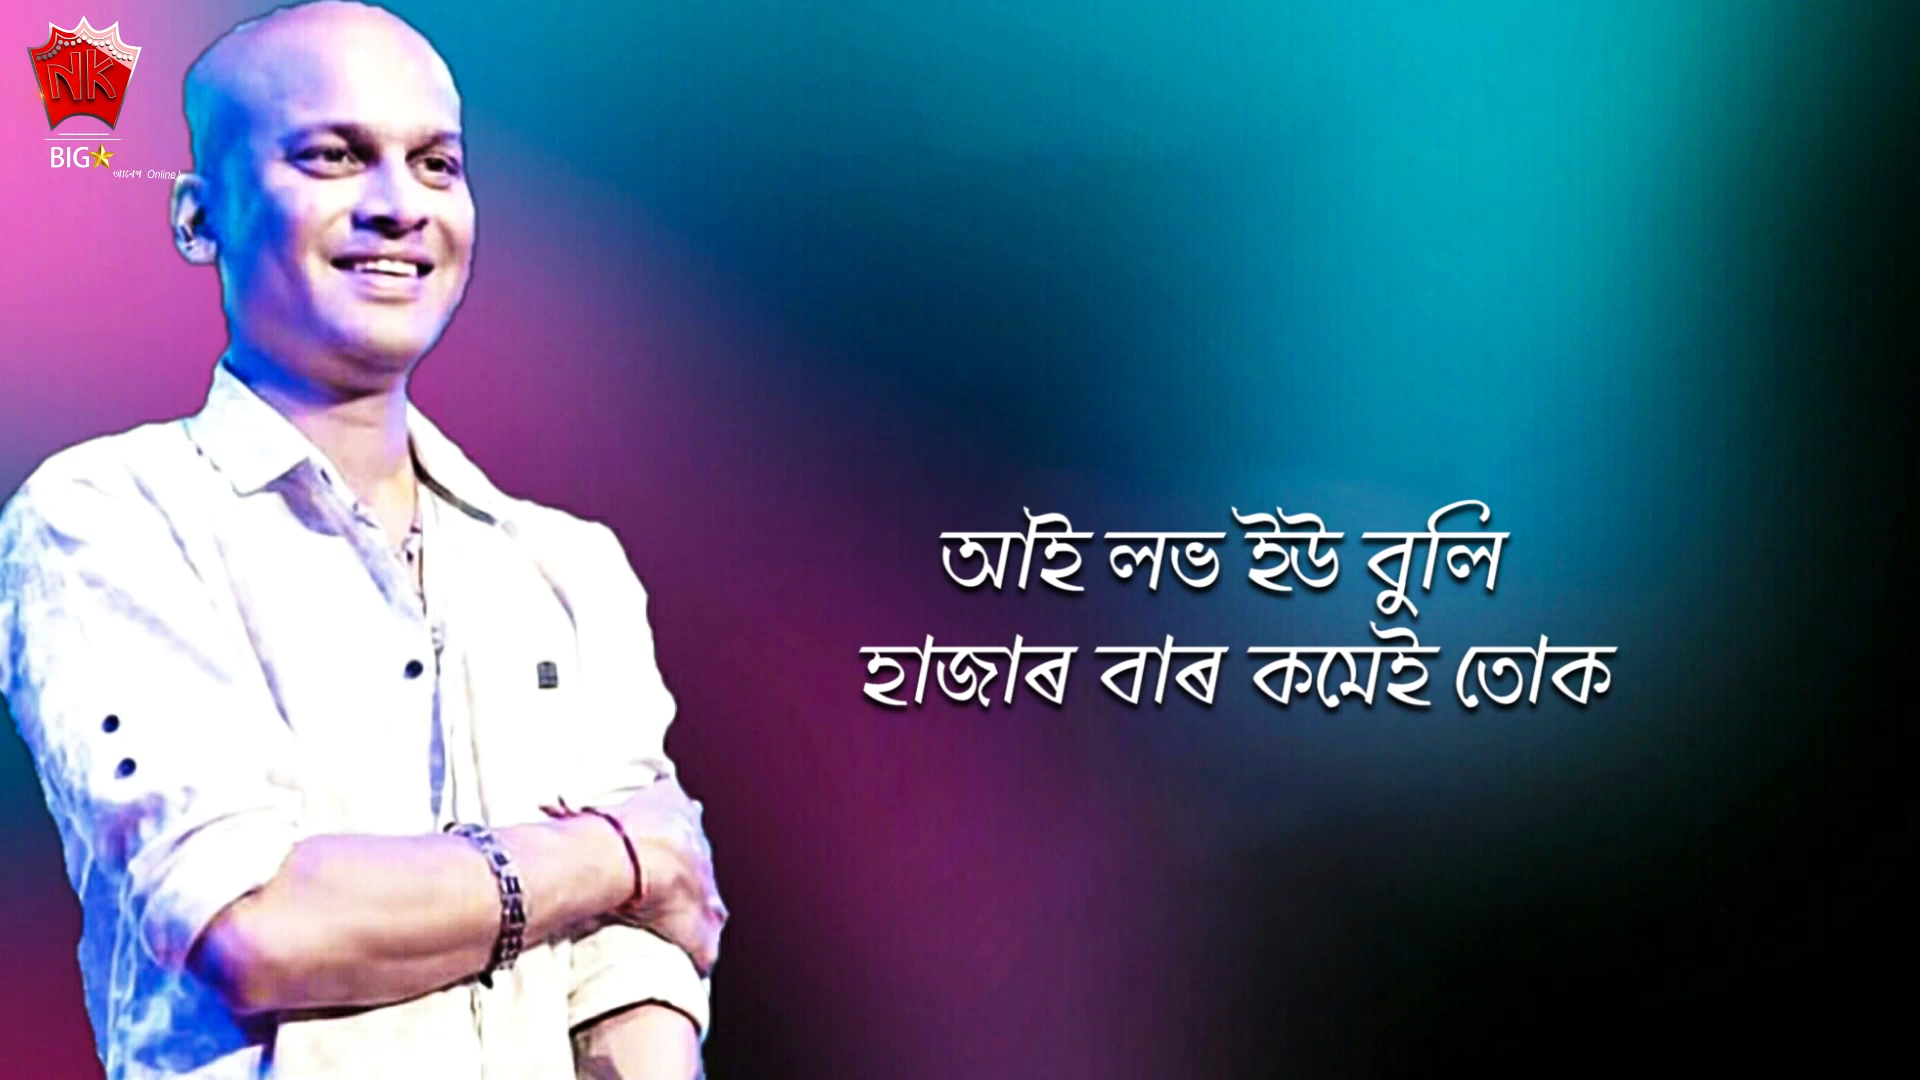 NK
BIG
Online
আই লভ ইউ বুলি
হাজাৰ বাৰ কমেই তোক